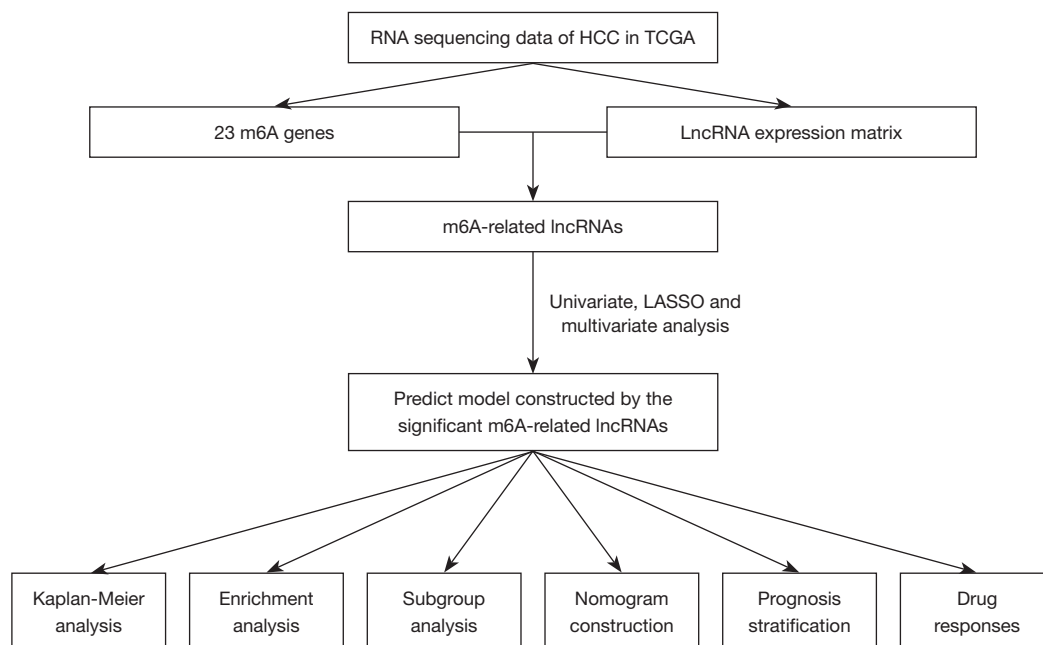 RNA sequencing data of HCC in TCGA
23 m6A genes
LncRNA expression matrix
m6A-related lncRNAs
Univariate, LASSO and
multivariate analysis
Predict model constructed by the
significant m6A-related lncRNAs
Kaplan-Meier
analysis
Enrichment
analysis
Subgroup
analysis
Nomogram
construction
Prognosis
stratification
Drug
responses